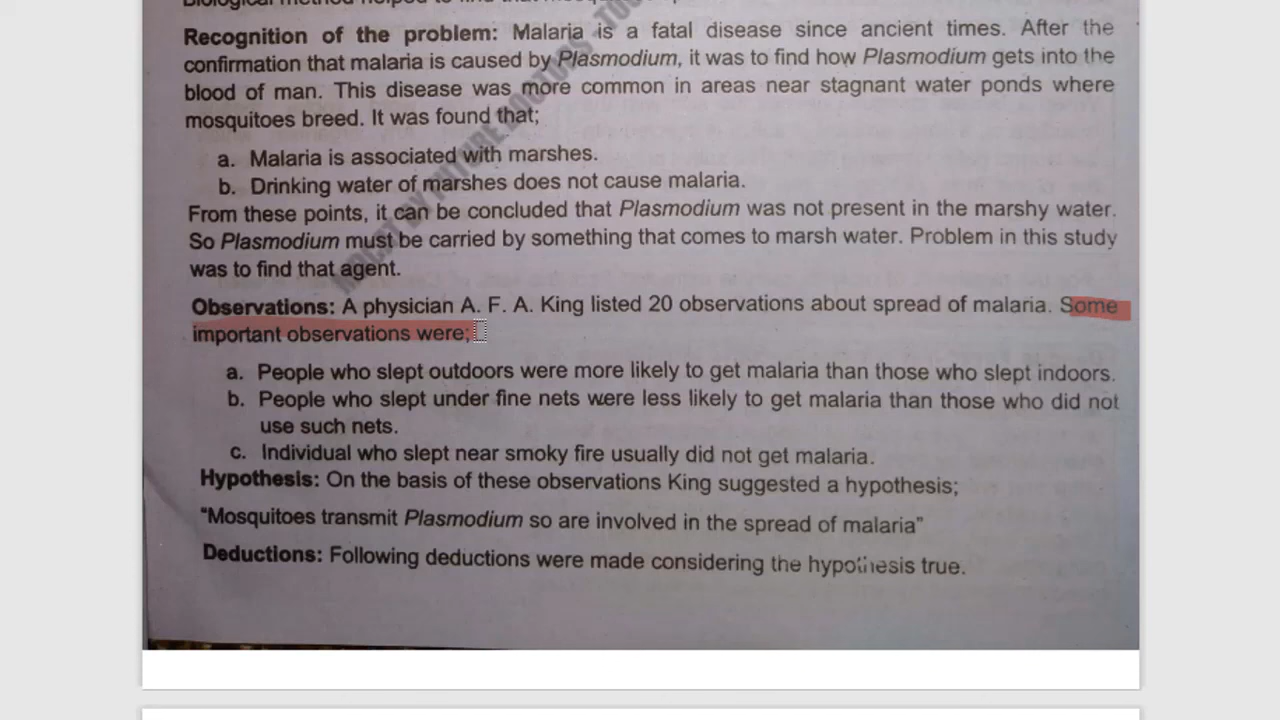 Recognition of the problem: Malaria is a fatal disease since ancient times. After the
confirmation that malaria is caused by Plasmodium, it was to find how Plasmodium gets into the
blood of man. This disease was more common in areas near stagnant water ponds where
mosquitoes breed. It was found that;
a. Malaria is associated with marshes.
b. Drinking water of marshes does not cause malaria.
From these points, it can be concluded that Plasmodium was not present in the marshy water.
So Plasmodium must be carried by something that comes to marsh water. Problem in this study
was to find that agent.
Observations: A physician A. F. A. King listed 20 observations about spread of malaria. Some
important observations were;
a. People who slept outdoors were more likely to get malaria than those who slept indoors.
b. People who slept under fine nets were less likely to get malaria than those who did not
use such nets.
c. Individual who slept near smoky fire usually did not get malaria.
Hypothesis: On the basis of these observations King suggested a hypothesis;
“Mosquitoes transmit Plasmodium so are involved in the spread of malaria”
Deductions: Following deductions were made considering the hypothesis true.